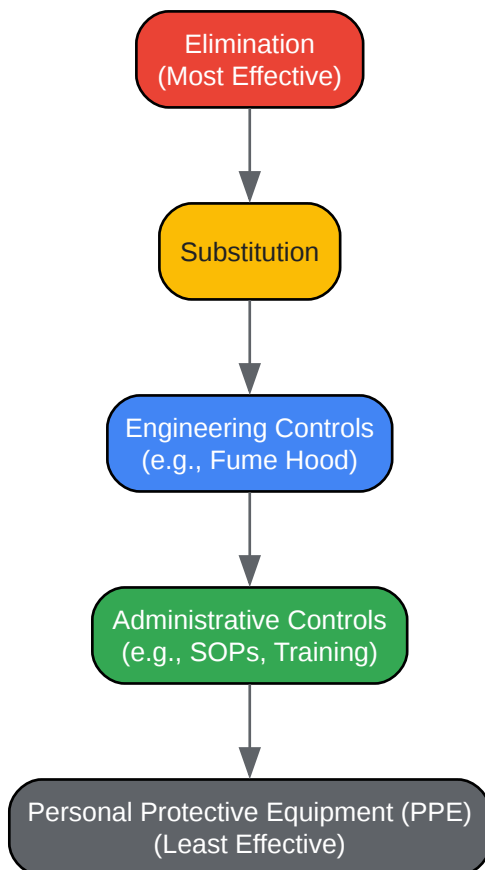 Elimination
(Most Effective)
Substitution
Engineering Controls
(e.g., Fume Hood)
Administrative Controls
(e.g., SOPs, Training)
Personal Protective Equipment (PPE)
(Least Effective)